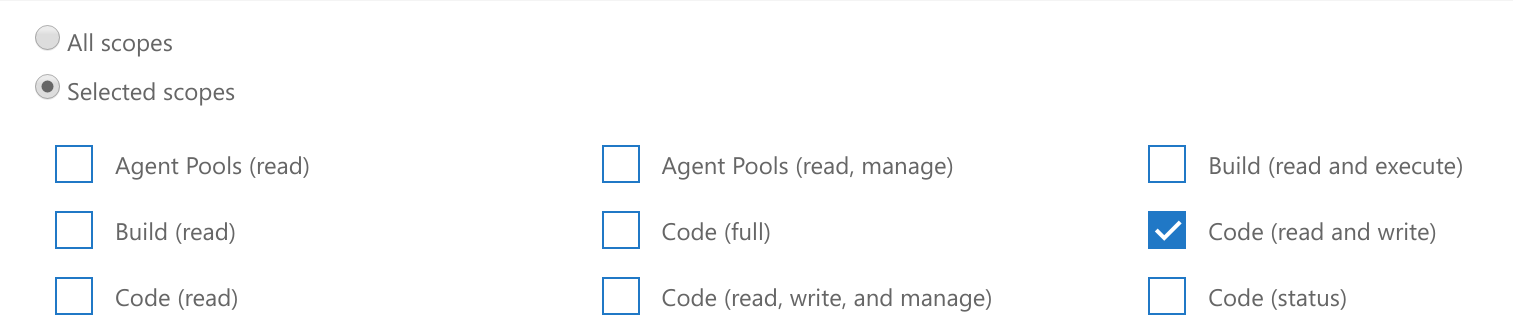 All scopes
Selected scopes
Agent Pools (read) Agent Pools (read, manage) Build (read and execute)
Build (read) Code (full) Code (read and write)
Code (read) Code (read, write, and manage) Code (status)